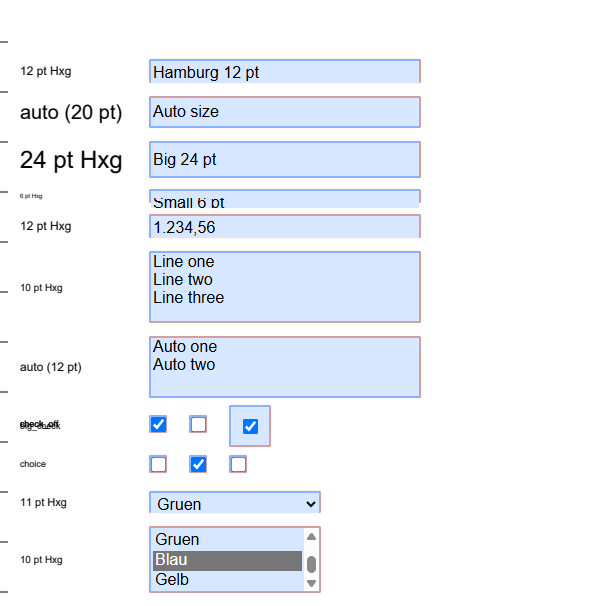 12 pt Hxg
Hamburg 12 pt
auto (20 pt)
Auto size
24 pt Hxg
Big 24 pt
6 pt Hxg
Small 6 pt
12 pt Hxg
1.234,56
10 pt Hxg
Line one
Line two
Line three
auto (12 pt)
Auto one
Auto two
check_off
big_check
choice
11 pt Hxg
Gruen
10 pt Hxg
Gruen
Blau
Gelb